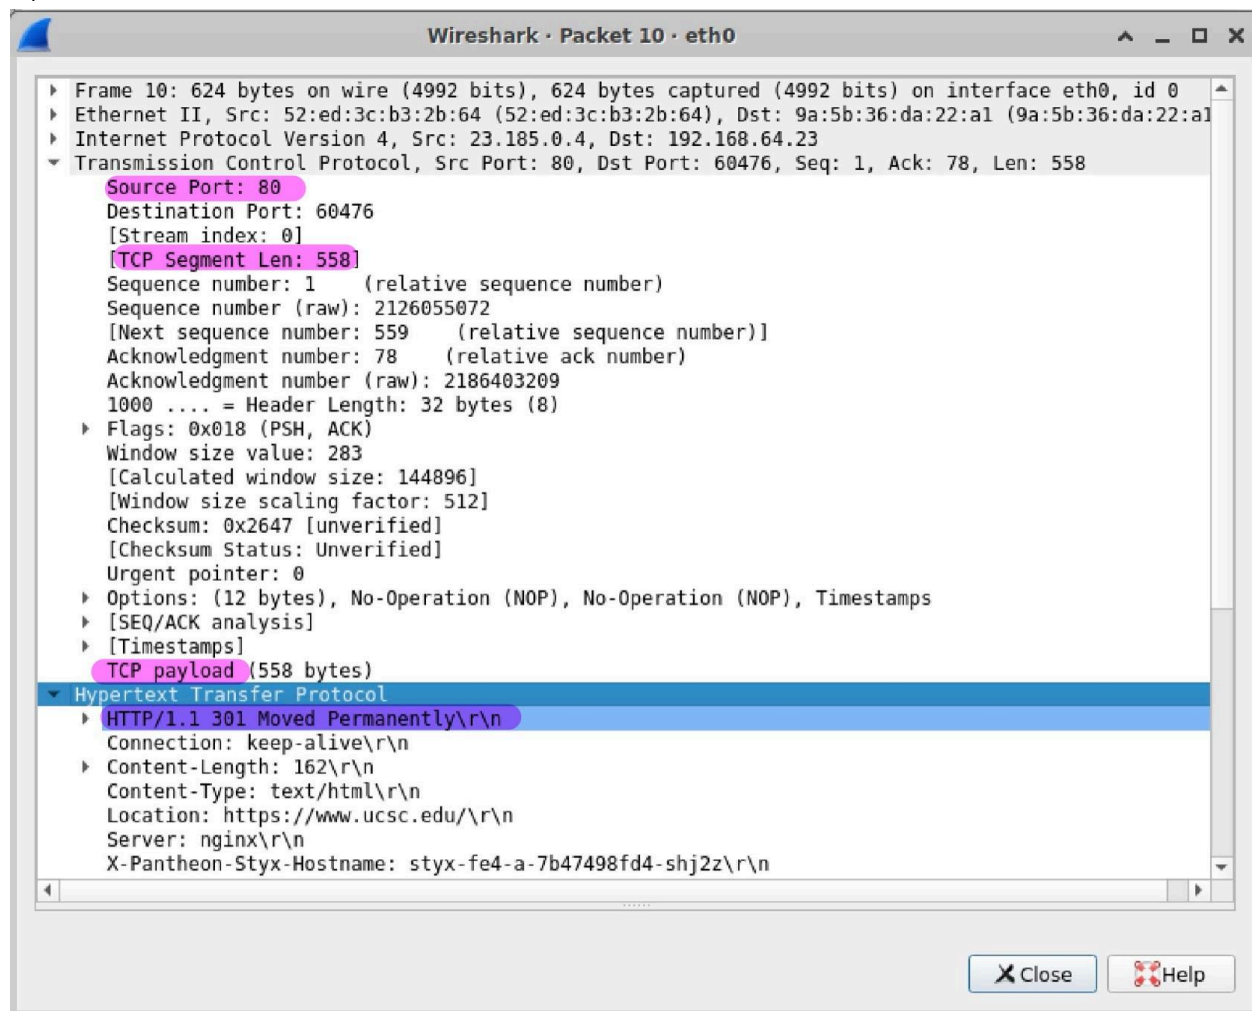 Wireshark · Packet 10 · eth0
Frame 10: 624 bytes on wire (4992 bits), 624 bytes captured (4992 bits) on interface eth0, id 0
Ethernet II, Src: 52:ed:3c:b3:2b:64 (52:ed:3c:b3:2b:64), Dst: 9a:5b:36:da:22:a1 (9a:5b:36:da:22:a1
Internet Protocol Version 4, Src: 23.185.0.4, Dst: 192.168.64.23
Transmission Control Protocol, Src Port: 80, Dst Port: 60476, Seq: 1, Ack: 78, Len: 558
Source Port: 80
Destination Port: 60476
[Stream index: 0]
[TCP Segment Len: 558]
Sequence number: 1    (relative sequence number)
Sequence number (raw): 2126055072
[Next sequence number: 559    (relative sequence number)]
Acknowledgment number: 78    (relative ack number)
Acknowledgment number (raw): 2186403209
1000 .... = Header Length: 32 bytes (8)
Flags: 0x018 (PSH, ACK)
Window size value: 283
[Calculated window size: 144896]
[Window size scaling factor: 512]
Checksum: 0x2647 [unverified]
[Checksum Status: Unverified]
Urgent pointer: 0
Options: (12 bytes), No-Operation (NOP), No-Operation (NOP), Timestamps
[SEQ/ACK analysis]
[Timestamps]
TCP payload (558 bytes)
Hypertext Transfer Protocol
HTTP/1.1 301 Moved Permanently\r\n
Connection: keep-alive\r\n
Content-Length: 162\r\n
Content-Type: text/html\r\n
Location: https://www.ucsc.edu/\r\n
Server: nginx\r\n
X-Pantheon-Styx-Hostname: styx-fe4-a-7b47498fd4-shj2z\r\n
Close
Help